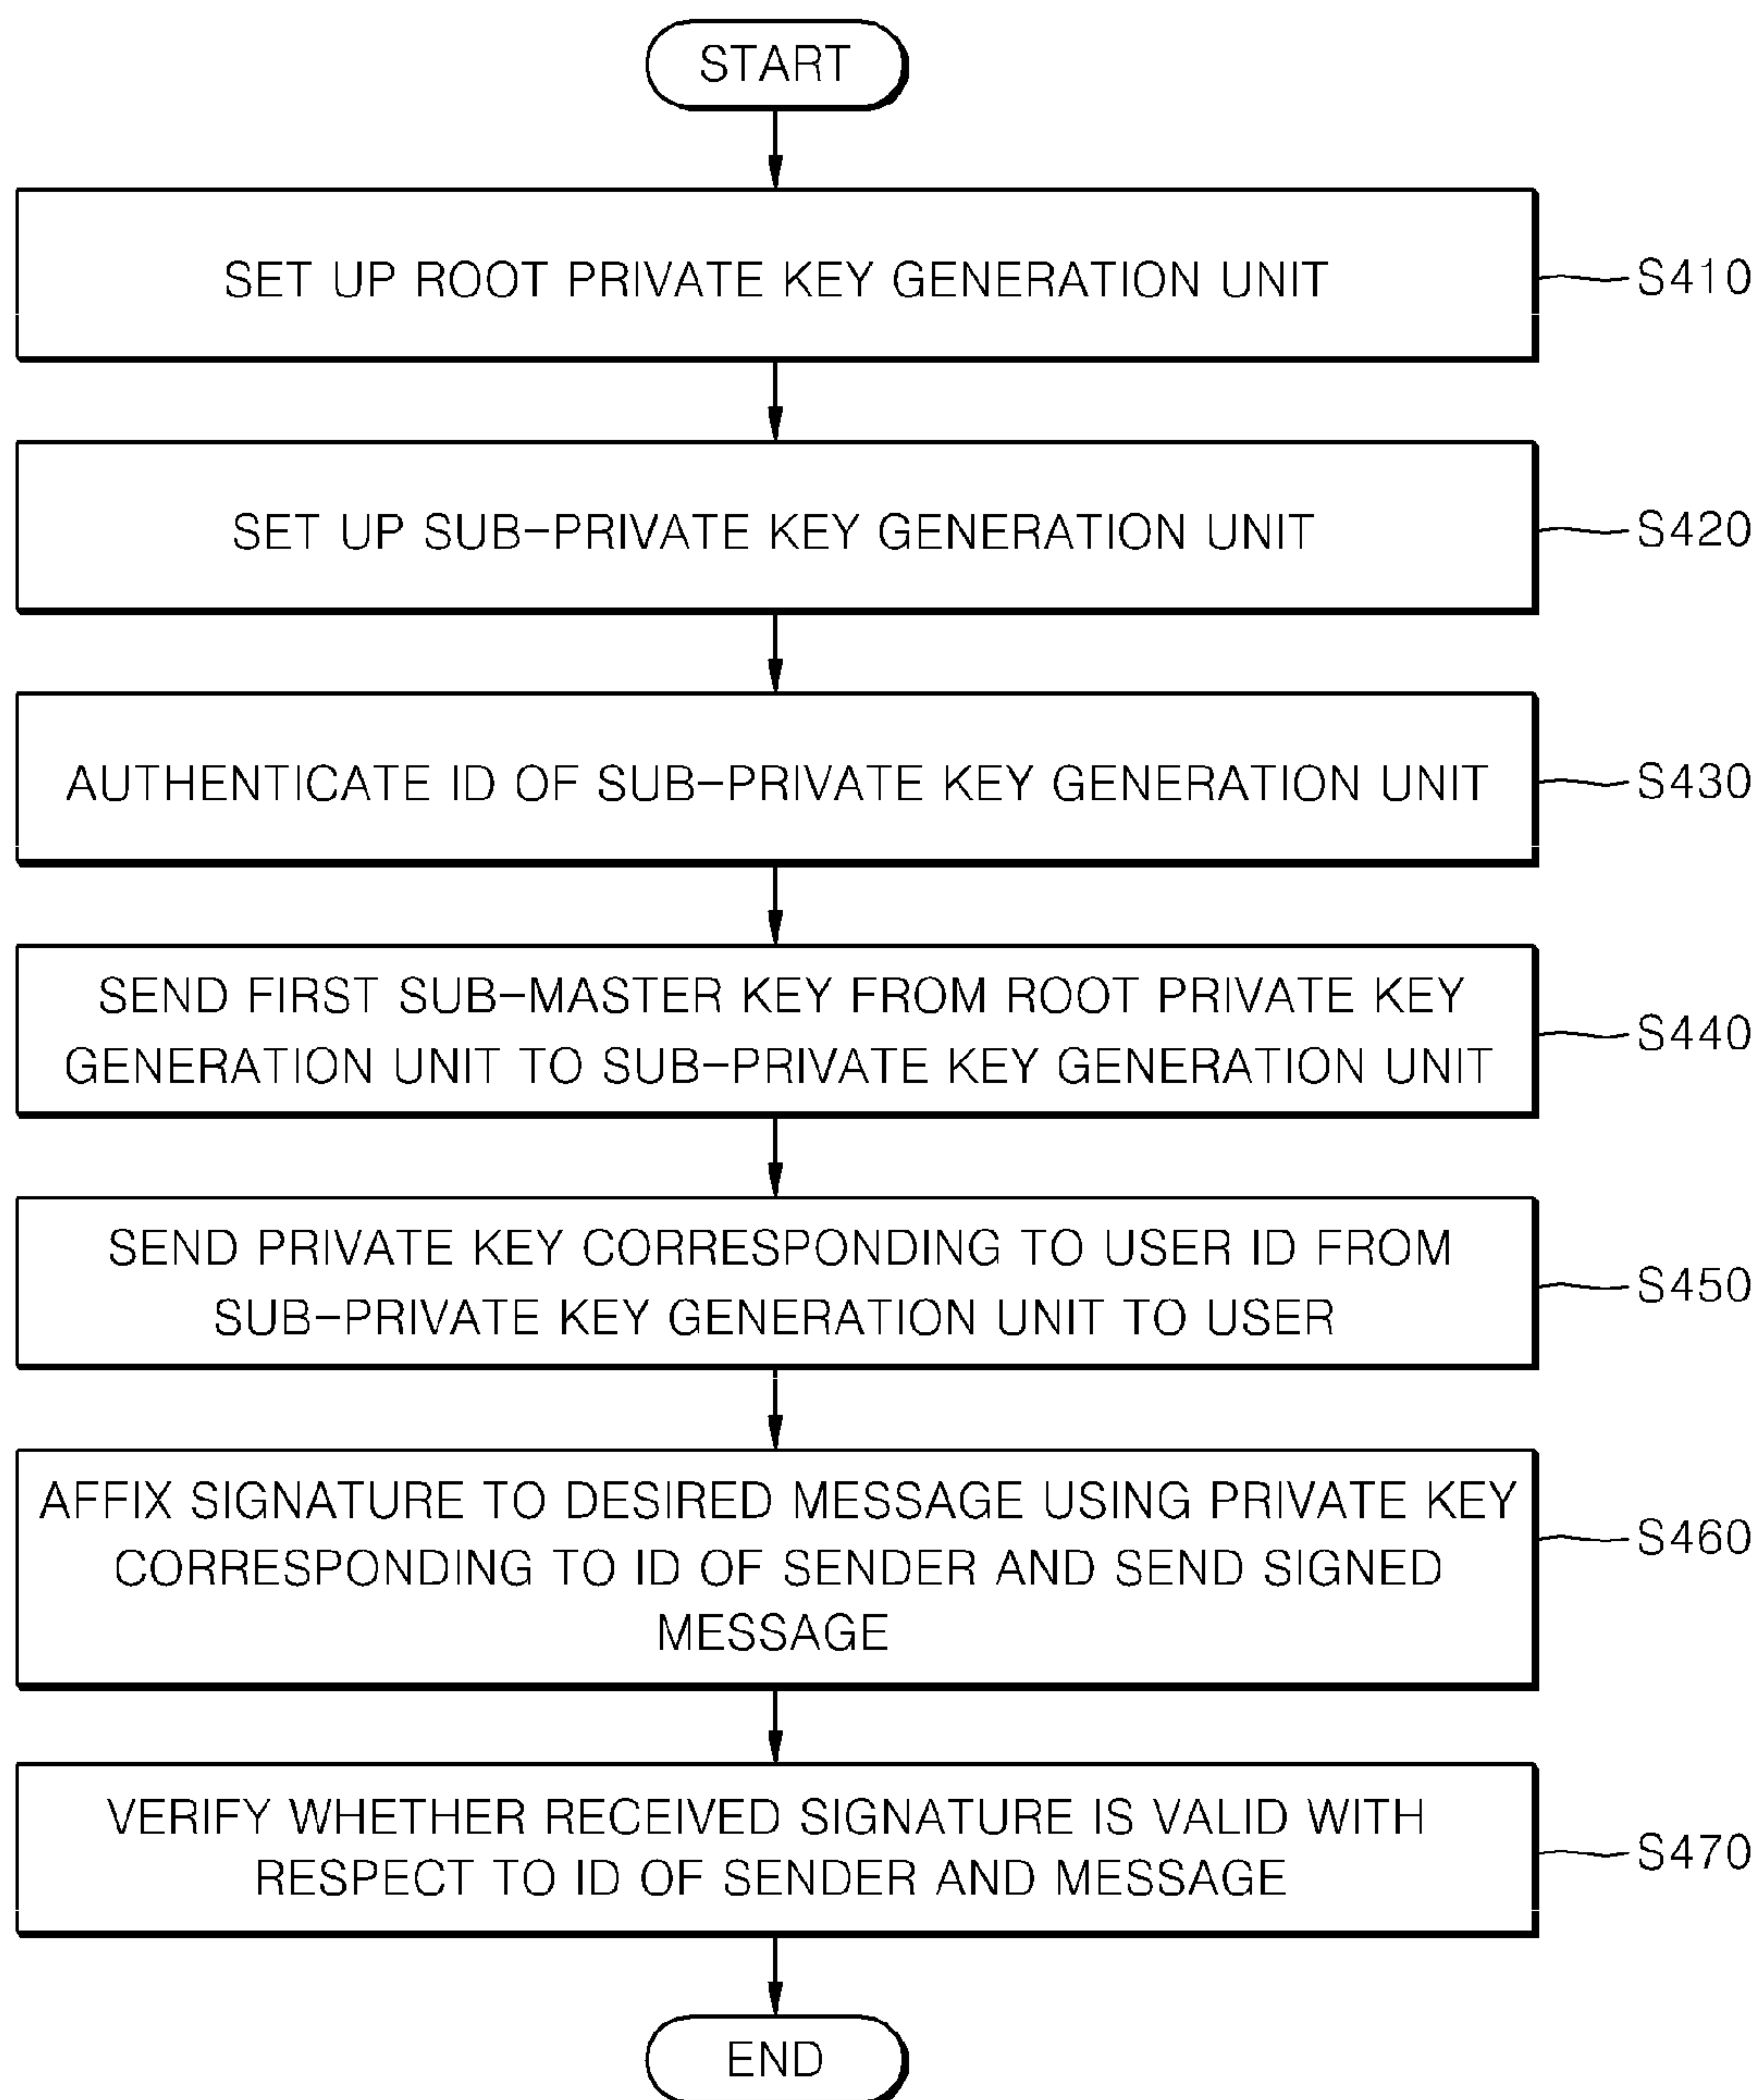 START
SET UP ROOT PRIVATE KEY GENERATION UNIT
S410
SET UP SUB-PRIVATE KEY GENERATION UNIT
S420
AUTHENTICATE ID OF SUB-PRIVATE KEY GENERATION UNIT
S430
SEND FIRST SUB-MASTER KEY FROM ROOT PRIVATE KEY
GENERATION UNIT TO SUB-PRIVATE KEY GENERATION UNIT
S440
SEND PRIVATE KEY CORRESPONDING TO USER ID FROM
SUB-PRIVATE KEY GENERATION UNIT TO USER
S450
AFFIX SIGNATURE TO DESIRED MESSAGE USING PRIVATE KEY
CORRESPONDING TO ID OF SENDER AND SEND SIGNED
MESSAGE
S460
VERIFY WHETHER RECEIVED SIGNATURE IS VALID WITH
RESPECT TO ID OF SENDER AND MESSAGE
S470
END